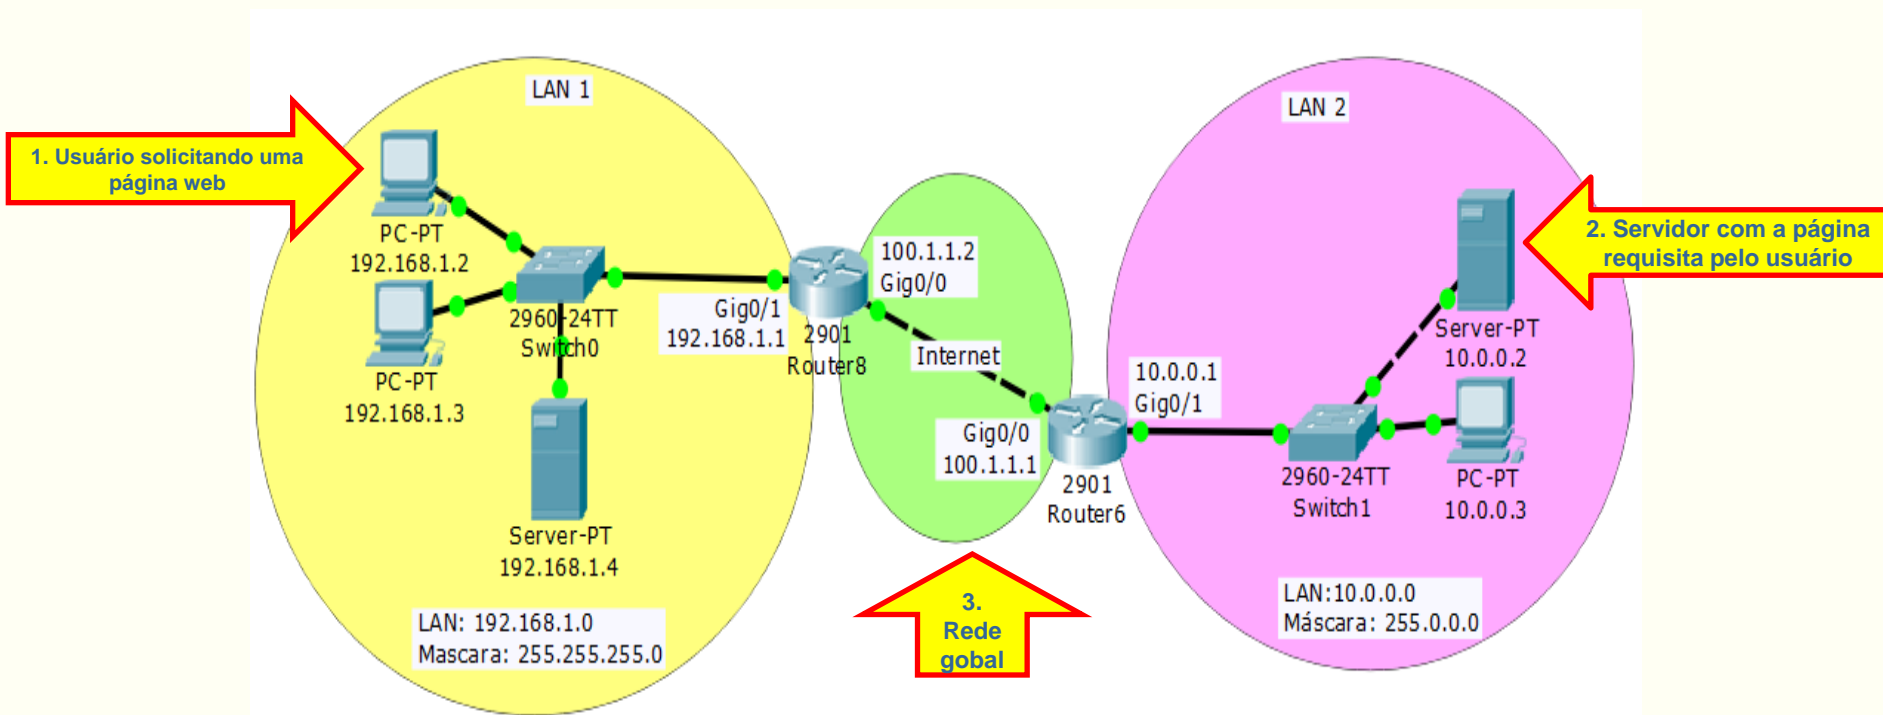 LAN 1
1. Usuário solicitando uma
página web
PC-PT
192.168.1.2
PC-PT
192.168.1.3
2960-24TT
Switch0
Server-PT
192.168.1.4
LAN: 192.168.1.0
Mascara: 255.255.255.0
Gig0/1
192.168.1.1
2901
Router8
100.1.1.2
Gig0/0
Internet
Gig0/0
100.1.1.1
2901
Router6
3.
Rede
gobal
LAN 2
10.0.0.1
Gig0/1
2960-24TT
Switch1
Server-PT
10.0.0.2
PC-PT
10.0.0.3
2. Servidor com a página
requisita pelo usuário
LAN:10.0.0.0
Máscara: 255.0.0.0